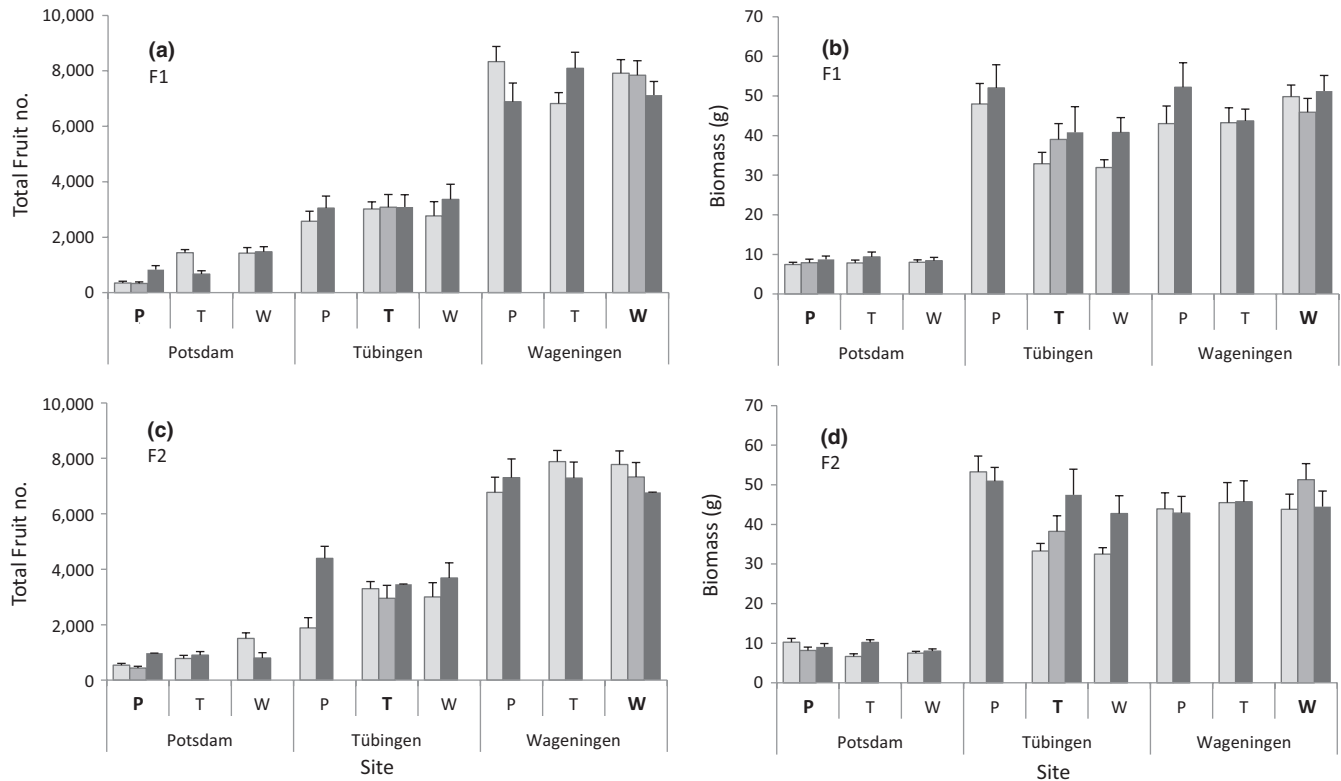 10,000
8,000
6,000
4,000
2,000
0
Total Fruit no.
(a)
F1
P T W P T W P T W
Potsdam Tübingen Wageningen
70
60
50
40
30
20
10
0
Biomass (g)
(b)
F1
P T W P T W P T W
Potsdam Tübingen Wageningen
10,000
8,000
6,000
4,000
2,000
0
Total Fruit no.
(c)
F2
P T W P T W P T W
Potsdam Tübingen Wageningen
Site
70
60
50
40
30
20
10
0
Biomass (g)
(d)
F2
P T W P T W P T W
Potsdam Tübingen Wageningen
Site